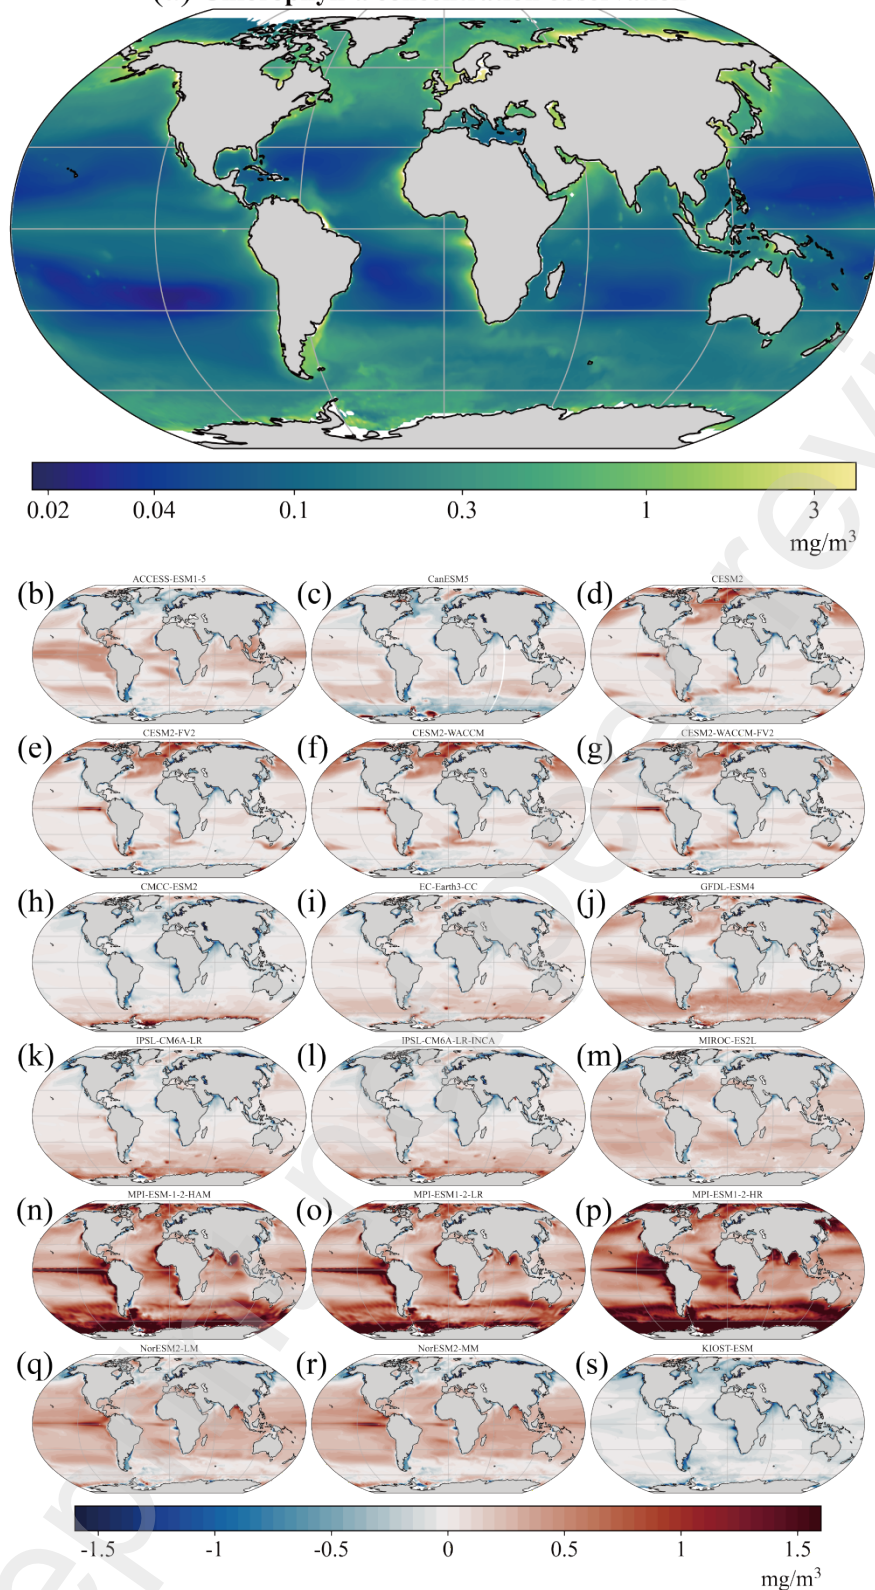 0.02 0.04 0.1 0.3 1 3
mg/m³
(b) ACCESS-ESM1-5
(c) CanESM5
(d) CESM2
(e) CESM2-FV2
(f) CESM2-WACCM
(g) CESM2-WACCM-FV2
(h) CMCC-ESM2
(i) EC-Earth3-CC
(j) GFDL-ESM4
(k) IPSL-CM6A-LR
(l) IPSL-CM6A-LR-INCA
(m) MIROC-ES2L
(n) MPI-ESM-1-2-HAM
(o) MPI-ESM1-2-LR
(p) MPI-ESM1-2-HR
(q) NorESM2-LM
(r) NorESM2-MM
(s) KIOST-ESM
-1.5 -1 -0.5 0 0.5 1 1.5
mg/m³